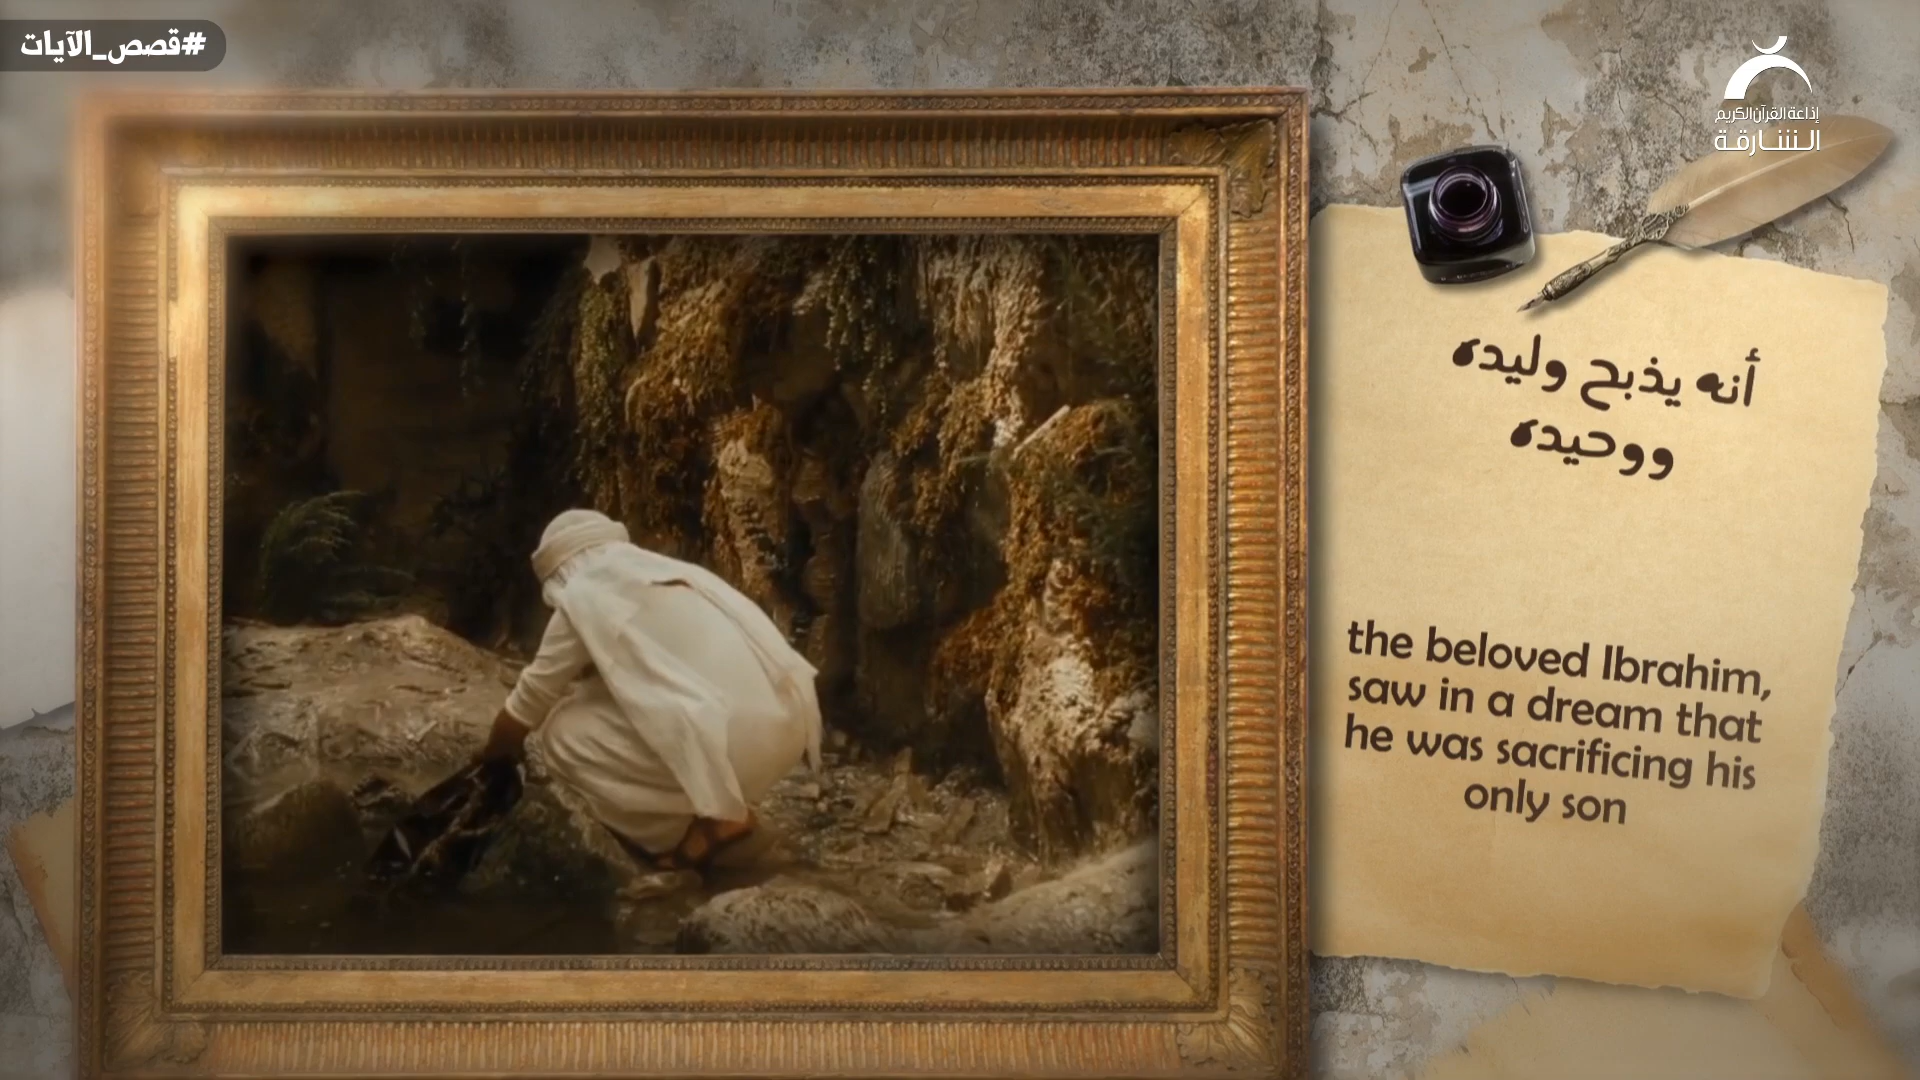 #قصص_الآيات
إذاعة القرآن الكريم
الشارقة
أنه يذبح وليده
ووحيده
the beloved Ibrahim,
saw in a dream that
he was sacrificing his
only son